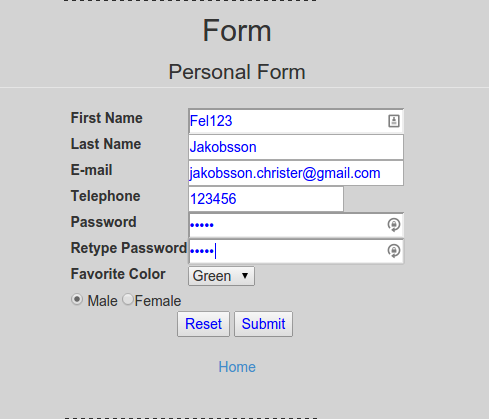 Form
Personal Form
First Name Fel123
Last Name Jakobsson
E-mail jakobsson.christer@gmail.com
Telephone 123456
Password •••••
Retype Password •••••
Favorite Color Green
Male Female
Reset Submit
Home